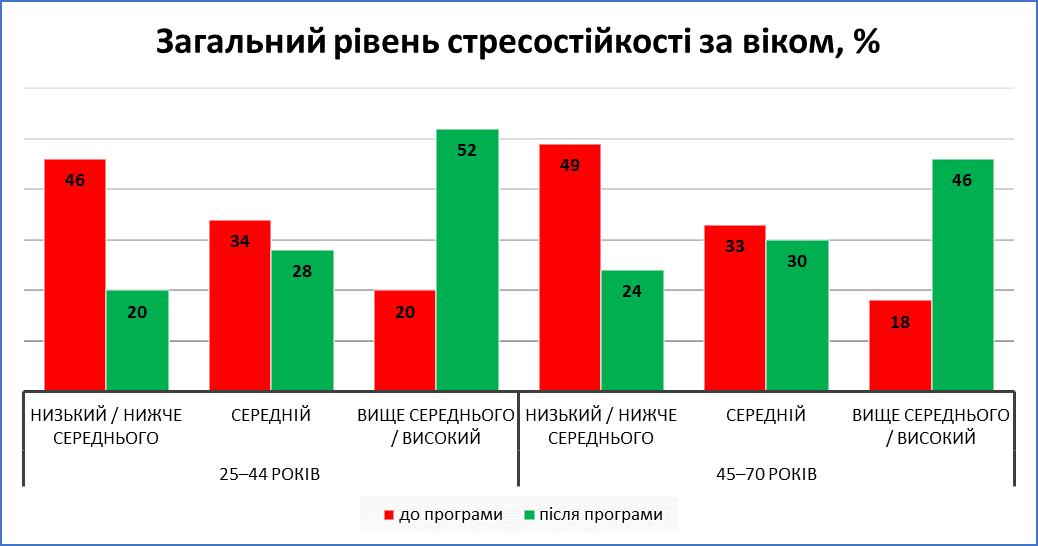 Загальний рівень стресостійкості за віком, %
46
20
34
28
20
52
49
24
33
30
18
46
НИЗЬКИЙ / НИЖЧЕ
СЕРЕДНЬОГО
СЕРЕДНІЙ
ВИЩЕ СЕРЕДНЬОГО
/ ВИСОКИЙ
НИЗЬКИЙ / НИЖЧЕ
СЕРЕДНЬОГО
СЕРЕДНІЙ
ВИЩЕ СЕРЕДНЬОГО
/ ВИСОКИЙ
25–44 РОКІВ
45–70 РОКІВ
до програми
після програми